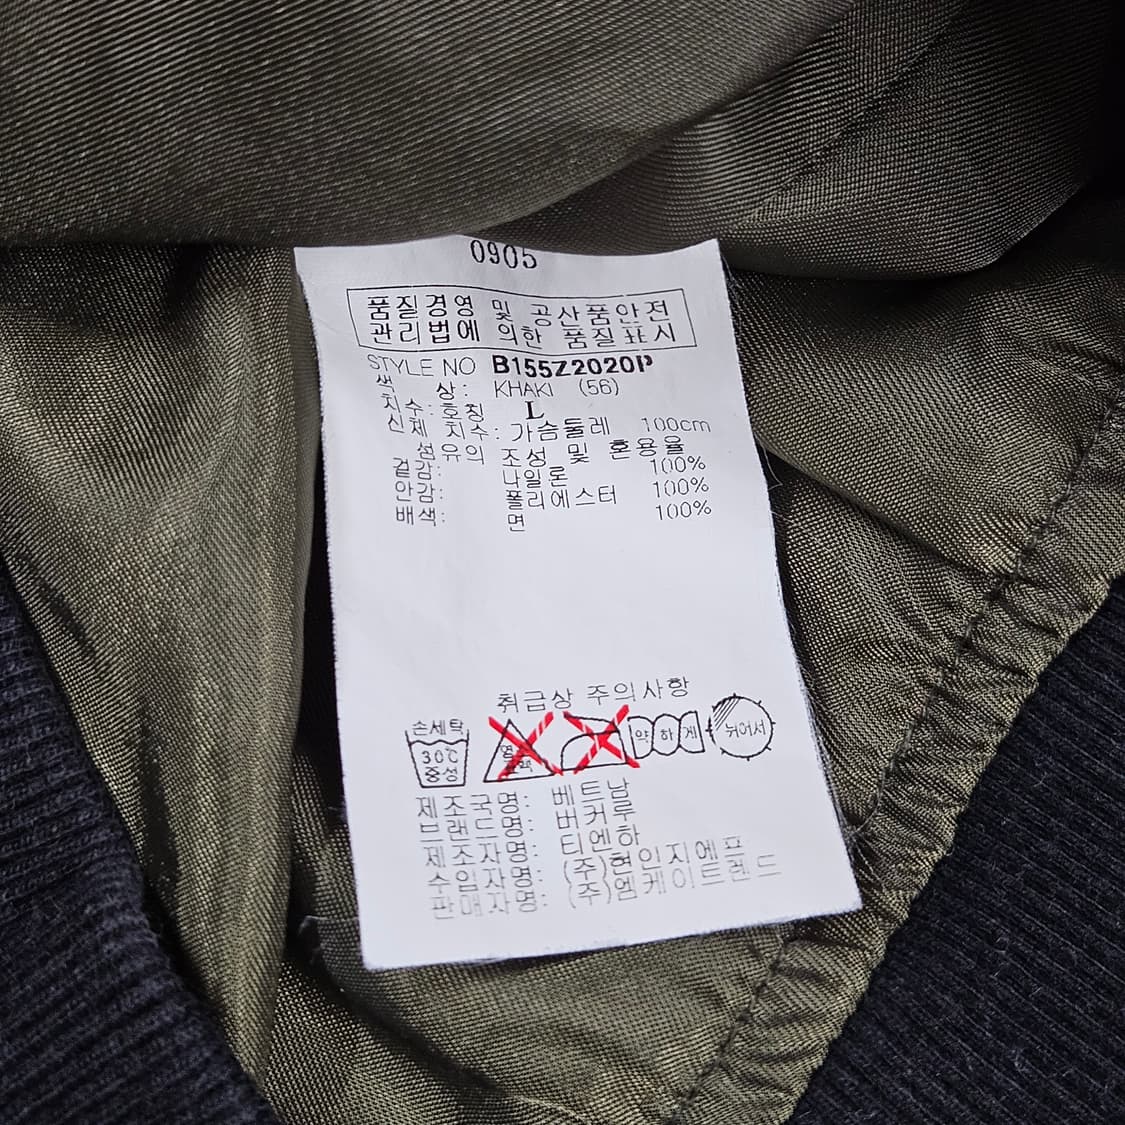 0905
품질경영 및 공산품안전
관리법에 의한 품질표시
STYLE NO B155Z2020P
색 상: KHAKI (56)
치수: 호칭 L
신체 치수: 가슴둘레 100cm
섬유의 조성 및 혼용율
겉감: 나일론 100%
안감: 폴리에스터 100%
배색: 면 100%
취급상 주의사항
손세탁
30℃
중성
약하게
뉘어서
제조국명: 베트남
브랜드명: 버커루
제조자명: 티엔하
수입자명: (주)현인지에프
판매자명: (주)엠케이트렌드